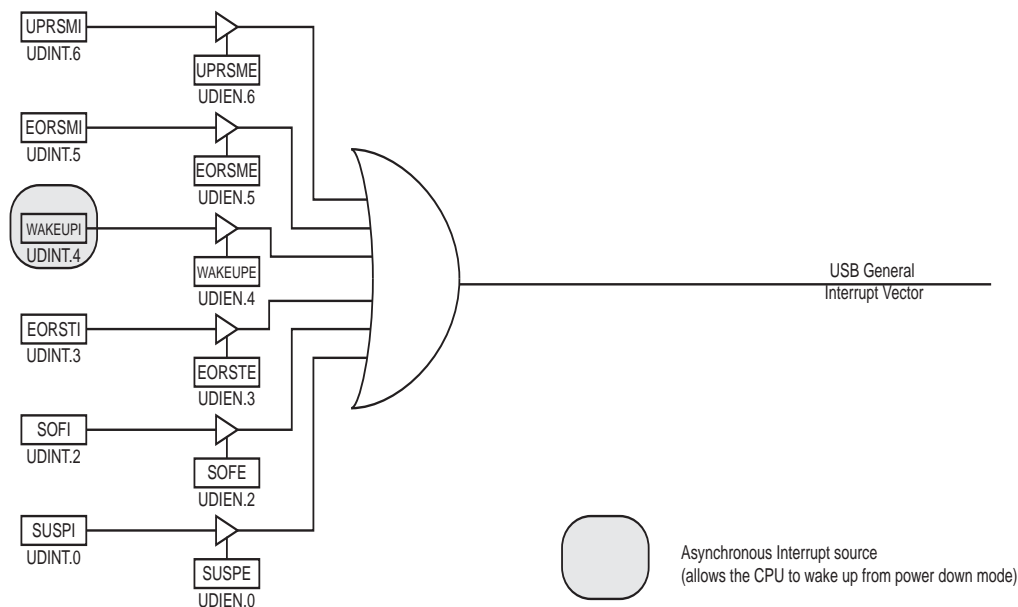 UPRSMI
UDINT.6
UPRSME
UDIEN.6
EORSMI
UDINT.5
EORSME
UDIEN.5
WAKEUPI
UDINT.4
WAKEUPE
UDIEN.4
USB General
Interrupt Vector
EORSTI
UDINT.3
EORSTE
UDIEN.3
SOFI
UDINT.2
SOFE
UDIEN.2
SUSPI
UDINT.0
SUSPE
UDIEN.0
Asynchronous Interrupt source
(allows the CPU to wake up from power down mode)